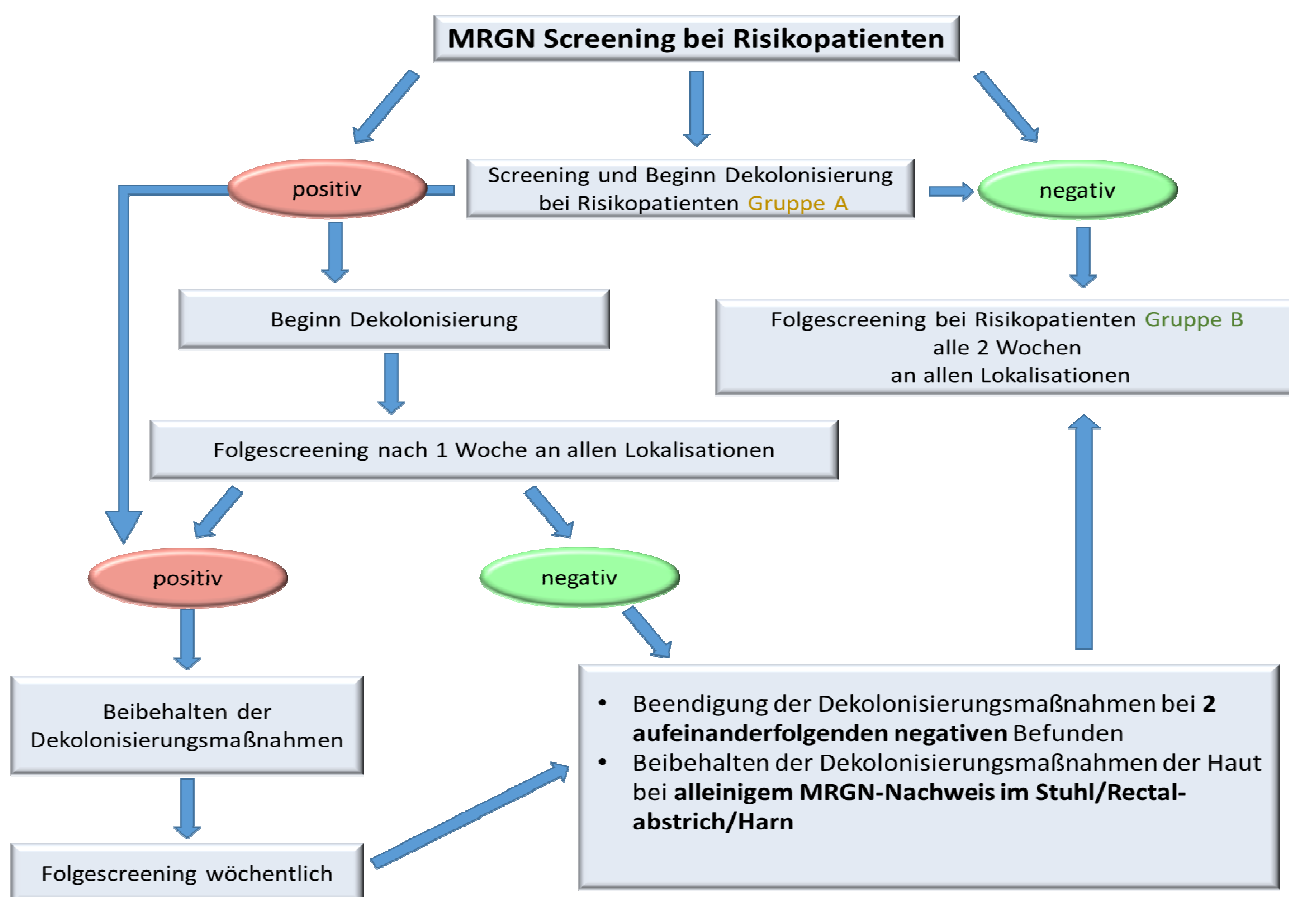 MRGN Screening bei Risikopatienten
positiv
Screening und Beginn Dekolonisierung
bei Risikopatienten Gruppe A
negativ
Beginn Dekolonisierung
Folgescreening bei Risikopatienten Gruppe B
alle 2 Wochen
an allen Lokalisationen
Folgescreening nach 1 Woche an allen Lokalisationen
positiv
negativ
Beibehalten der
Dekolonisierungsmaßnahmen
• Beendigung der Dekolonisierungsmaßnahmen bei 2
aufeinanderfolgenden negativen Befunden
• Beibehalten der Dekolonisierungsmaßnahmen der Haut
bei alleinigem MRGN-Nachweis im Stuhl/Rectal-
abstrich/Harn
Folgescreening wöchentlich